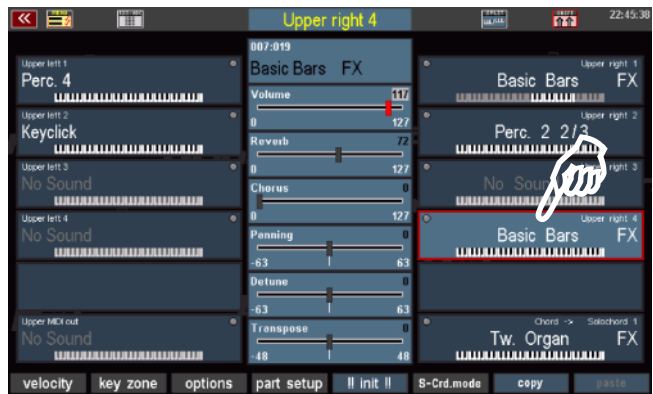 Upper right 4
22:45:38
Upper left 1
Perc. 4
Upper left 2
Keyclick
Upper left 3
No Sound
Upper left 4
No Sound
Upper MIDI out
No Sound
007:019
Basic Bars FX
Volume 117
0 127
Reverb 72
0 127
Chorus 0
0 127
Panning 0
-63 63
Detune 0
-63 63
Transpose 0
-48 48
Upper right 1
Basic Bars FX
Upper right 2
Perc. 2 2/3
right 3
No Sou
Upper right 4
Basic Bars FX
Chord -> Solochord 1
Tw. Organ FX
velocity key zone options part setup !! init !! S-Crd.mode copy paste